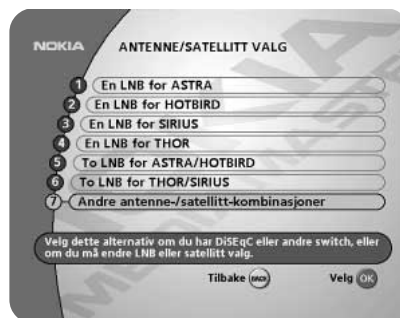 NOKIA
ANTENNE/SATELLITT VALG
1 En LNB for ASTRA
2 En LNB for HOTBIRD
3 En LNB for SIRIUS
4 En LNB for THOR
5 To LNB for ASTRA/HOTBIRD
6 To LNB for THOR/SIRIUS
7 Andre antenne-/satellitt-kombinasjoner
Velg dette alternativ om du har DiSEqC eller andre switch, eller
om du må endre LNB eller satellitt valg.
Tilbake BACK Velg OK